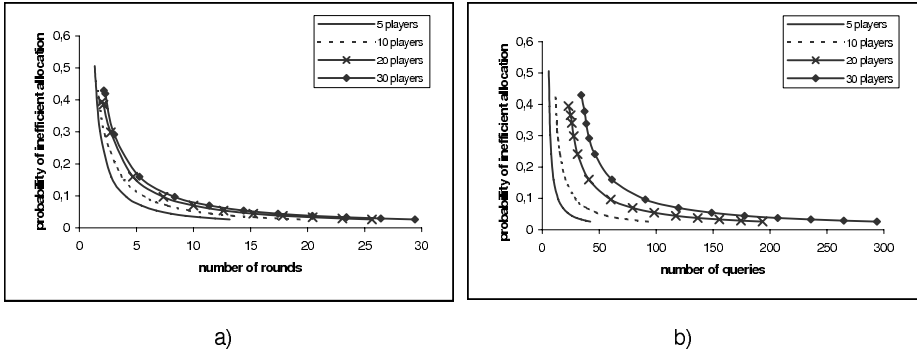 5 players
10 players
20 players
30 players
0,6
0,5
0,4
0,3
0,2
0,1
0
probability of inefficient allocation
0 5 10 15 20 25 30
number of rounds
a)
5 players
10 players
20 players
30 players
0,6
0,5
0,4
0,3
0,2
0,1
0
probability of inefficient allocation
0 50 100 150 200 250 300
number of queries
b)